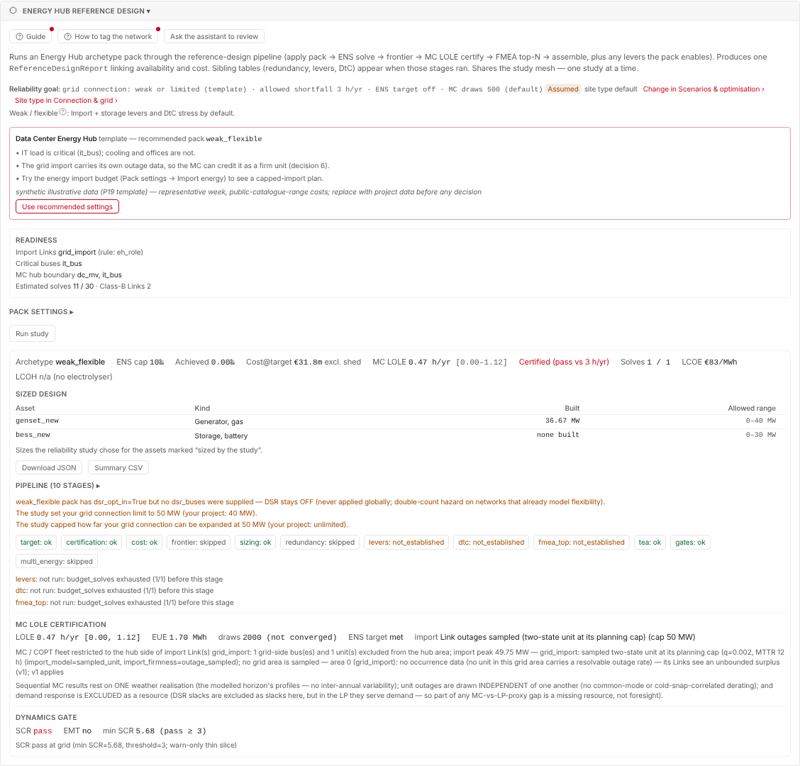 ENERGY HUB REFERENCE DESIGN ▾
Guide
How to tag the network
Ask the assistant to review
Runs an Energy Hub archetype pack through the reference-design pipeline (apply pack → ENS solve → frontier → MC LOLE certify → FMEA top-N → assemble, plus any levers the pack enables). Produces one
ReferenceDesignReport linking availability and cost. Sibling tables (redundancy, levers, DtC) appear when those stages ran. Shares the study mesh — one study at a time.
Reliability goal: grid connection: weak or limited (template) · allowed shortfall 3 h/yr · ENS target off · MC draws 500 (default) Assumed site type default Change in Scenarios & optimisation ›
Site type in Connection & grid ›
Weak / flexible?: Import + storage levers and DtC stress by default.
Data Center Energy Hub template — recommended pack weak_flexible
• IT load is critical (it_bus); cooling and offices are not.
• The grid import carries its own outage data, so the MC can credit it as a firm unit (decision 6).
• Try the energy import budget (Pack settings → Import energy) to see a capped-import plan.
synthetic illustrative data (P19 template) — representative week, public-catalogue-range costs; replace with project data before any decision
Use recommended settings
READINESS
Import Links grid_import (rule: eh_role)
Critical buses it_bus
MC hub boundary dc_mv, it_bus
Estimated solves 11 / 30 · Class-B Links 2
PACK SETTINGS ▸
Run study
Archetype weak_flexible ENS cap 10‰ Achieved 0.00‰ Cost@target €31.8m excl. shed MC LOLE 0.47 h/yr [0.00–1.12] Certified (pass vs 3 h/yr) Solves 1 / 1 LCOE €83/MWh
LCOH n/a (no electrolyser)
SIZED DESIGN
Asset Kind Built Allowed range
genset_new Generator, gas 36.67 MW 0–40 MW
bess_new Storage, battery none built 0–30 MW
Sizes the reliability study chose for the assets marked "sized by the study".
Download JSON Summary CSV
PIPELINE (10 STAGES) ▸
weak_flexible pack has dsr_opt_in=True but no dsr_buses were supplied — DSR stays OFF (never applied globally; double-count hazard on networks that already model flexibility).
The study set your grid connection limit to 50 MW (your project: 40 MW).
The study capped how far your grid connection can be expanded at 50 MW (your project: unlimited).
target: ok certification: ok cost: ok frontier: skipped sizing: ok redundancy: skipped levers: not_established dtc: not_established fmea_top: not_established tea: ok gates: ok
multi_energy: skipped
levers: not run: budget_solves exhausted (1/1) before this stage
dtc: not run: budget_solves exhausted (1/1) before this stage
fmea_top: not run: budget_solves exhausted (1/1) before this stage
MC LOLE CERTIFICATION
LOLE 0.47 h/yr [0.00, 1.12] EUE 1.70 MWh draws 2000 (not converged) ENS target met import Link outages sampled (two-state unit at its planning cap) (cap 50 MW)
MC / COPT fleet restricted to the hub side of import Link(s) grid_import: 1 grid-side bus(es) and 1 unit(s) excluded from the hub area; import peak 49.75 MW — grid_import: sampled two-state unit at its planning cap (q=0.002, MTTR 12
h) (import_model=sampled_unit, import_firmness=outage_sampled); no grid area is sampled — area 0 (grid_import): no occurrence data (no unit in this grid area carries a resolvable outage rate) — its Links see an unbounded surplus
(v1); v1 applies
Sequential MC results rest on ONE weather realisation (the modelled horizon's profiles — no inter-annual variability); unit outages are drawn INDEPENDENT of one another (no common-mode or cold-snap-correlated derating); and
demand response is EXCLUDED as a resource (DSR slacks are excluded as slacks here, but in the LP they serve demand — so part of any MC-vs-LP-proxy gap is a missing resource, not foresight).
DYNAMICS GATE
SCR pass EMT no min SCR 5.68 (pass ≥ 3)
SCR pass at grid (min SCR=5.68, threshold=3; warn-only thin slice)